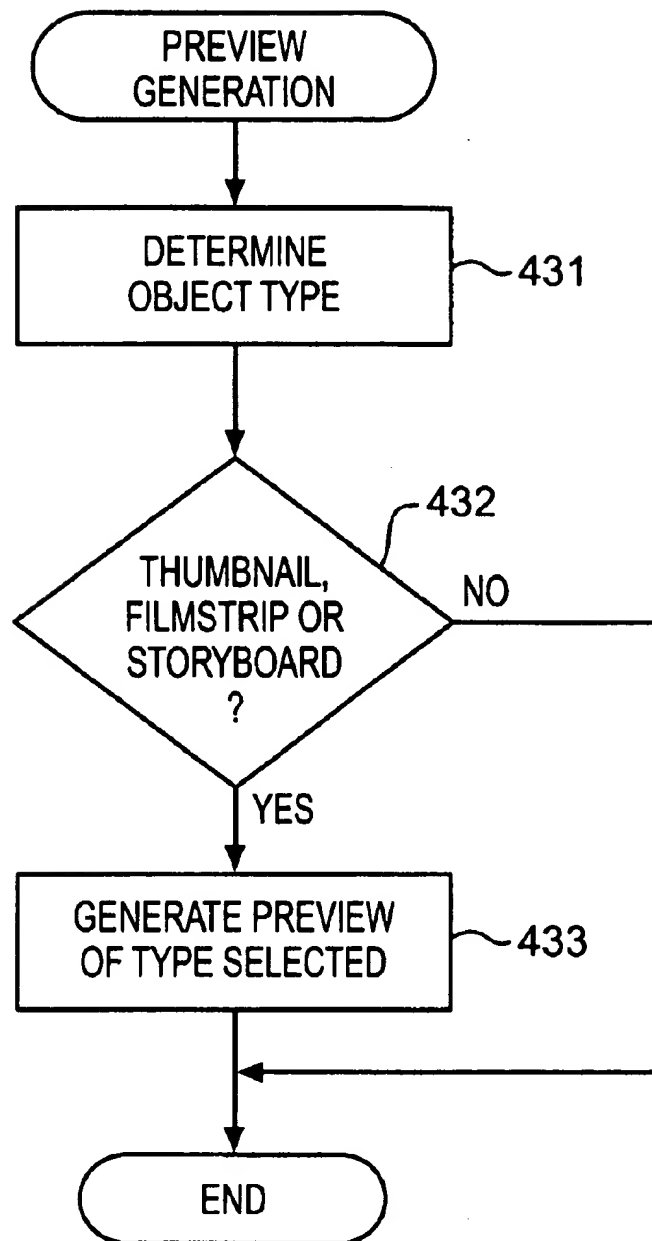 PREVIEW
GENERATION
DETERMINE
OBJECT TYPE
431
432
THUMBNAIL,
FILMSTRIP OR
STORYBOARD
?
NO
YES
GENERATE PREVIEW
OF TYPE SELECTED
433
END